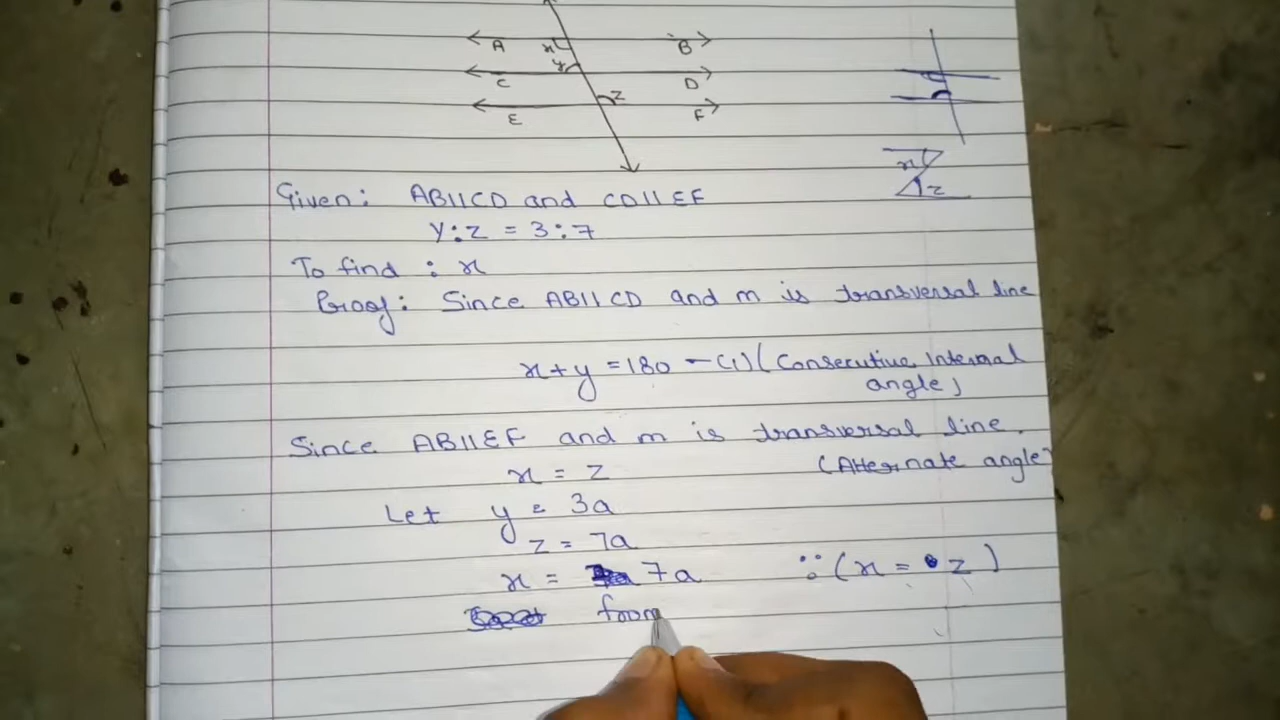 A x B
y
C D
z
E F
x
z
Given: AB||CD and CD||EF
y:z = 3:7
To find : x
Proof: Since AB||CD and m is transversal line
x+y=180 -(1)(Consecutive Internal
angle)
Since AB||EF and m is transversal line.
(Alternate angle)
x = z
Let y = 3a
z = 7a
x = 7a ∵(x = z)
from